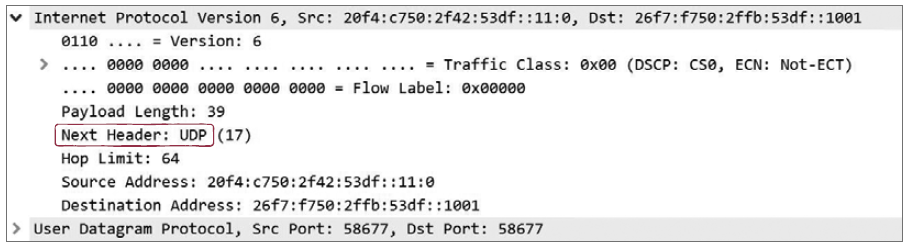 Internet Protocol Version 6, Src: 20f4:c750:2f42:53df::11:0, Dst: 26f7:f750:2ffb:53df::1001
0110 .... = Version: 6
.... 0000 0000 .... .... .... .... .... = Traffic Class: 0x00 (DSCP: CS0, ECN: Not-ECT)
.... 0000 0000 0000 0000 0000 = Flow Label: 0x00000
Payload Length: 39
Next Header: UDP (17)
Hop Limit: 64
Source Address: 20f4:c750:2f42:53df::11:0
Destination Address: 26f7:f750:2ffb:53df::1001
User Datagram Protocol, Src Port: 58677, Dst Port: 58677